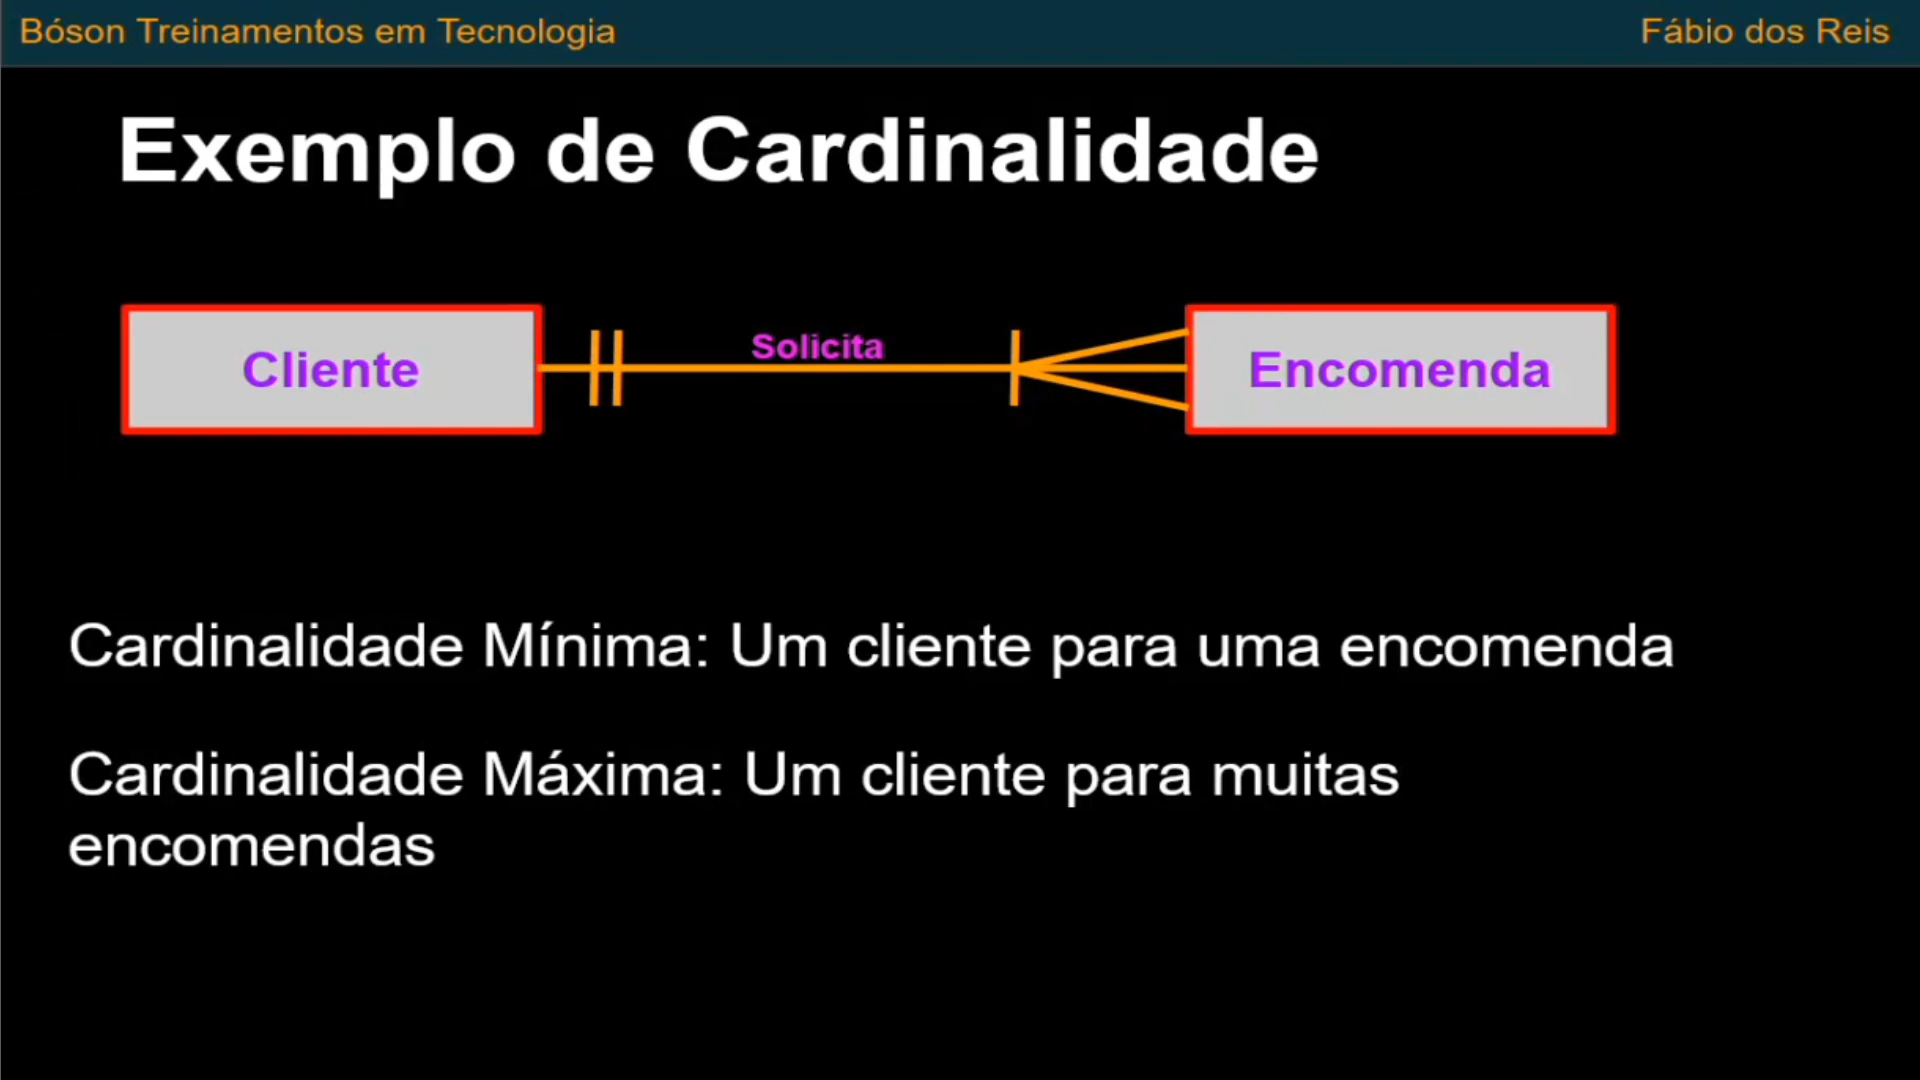 Bóson Treinamentos em Tecnologia
Fábio dos Reis
Exemplo de Cardinalidade
Cliente
Solicita
Encomenda
Cardinalidade Mínima: Um cliente para uma encomenda
Cardinalidade Máxima: Um cliente para muitas
encomendas